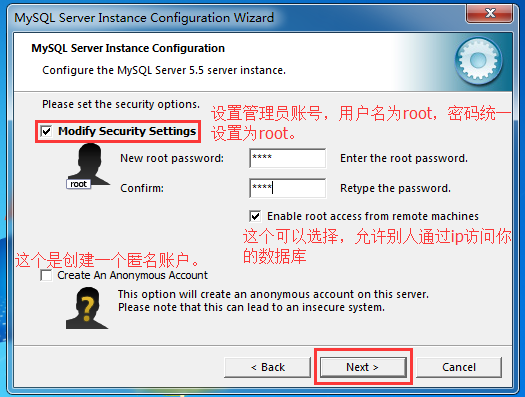 MySQL Server Instance Configuration Wizard
MySQL Server Instance Configuration
Configure the MySQL Server 5.5 server instance.
Please set the security options.
设置管理员账号，用户名为root，密码统一
设置为root。
Modify Security Settings
New root password:
****
Enter the root password.
root
Confirm:
****
Retype the password.
Enable root access from remote machines
这个可以选择，允许别人通过ip访问你
的数据库
这个是创建一个匿名账户。
Create An Anonymous Account
This option will create an anonymous account on this server.
Please note that this can lead to an insecure system.
< Back
Next >
Cancel